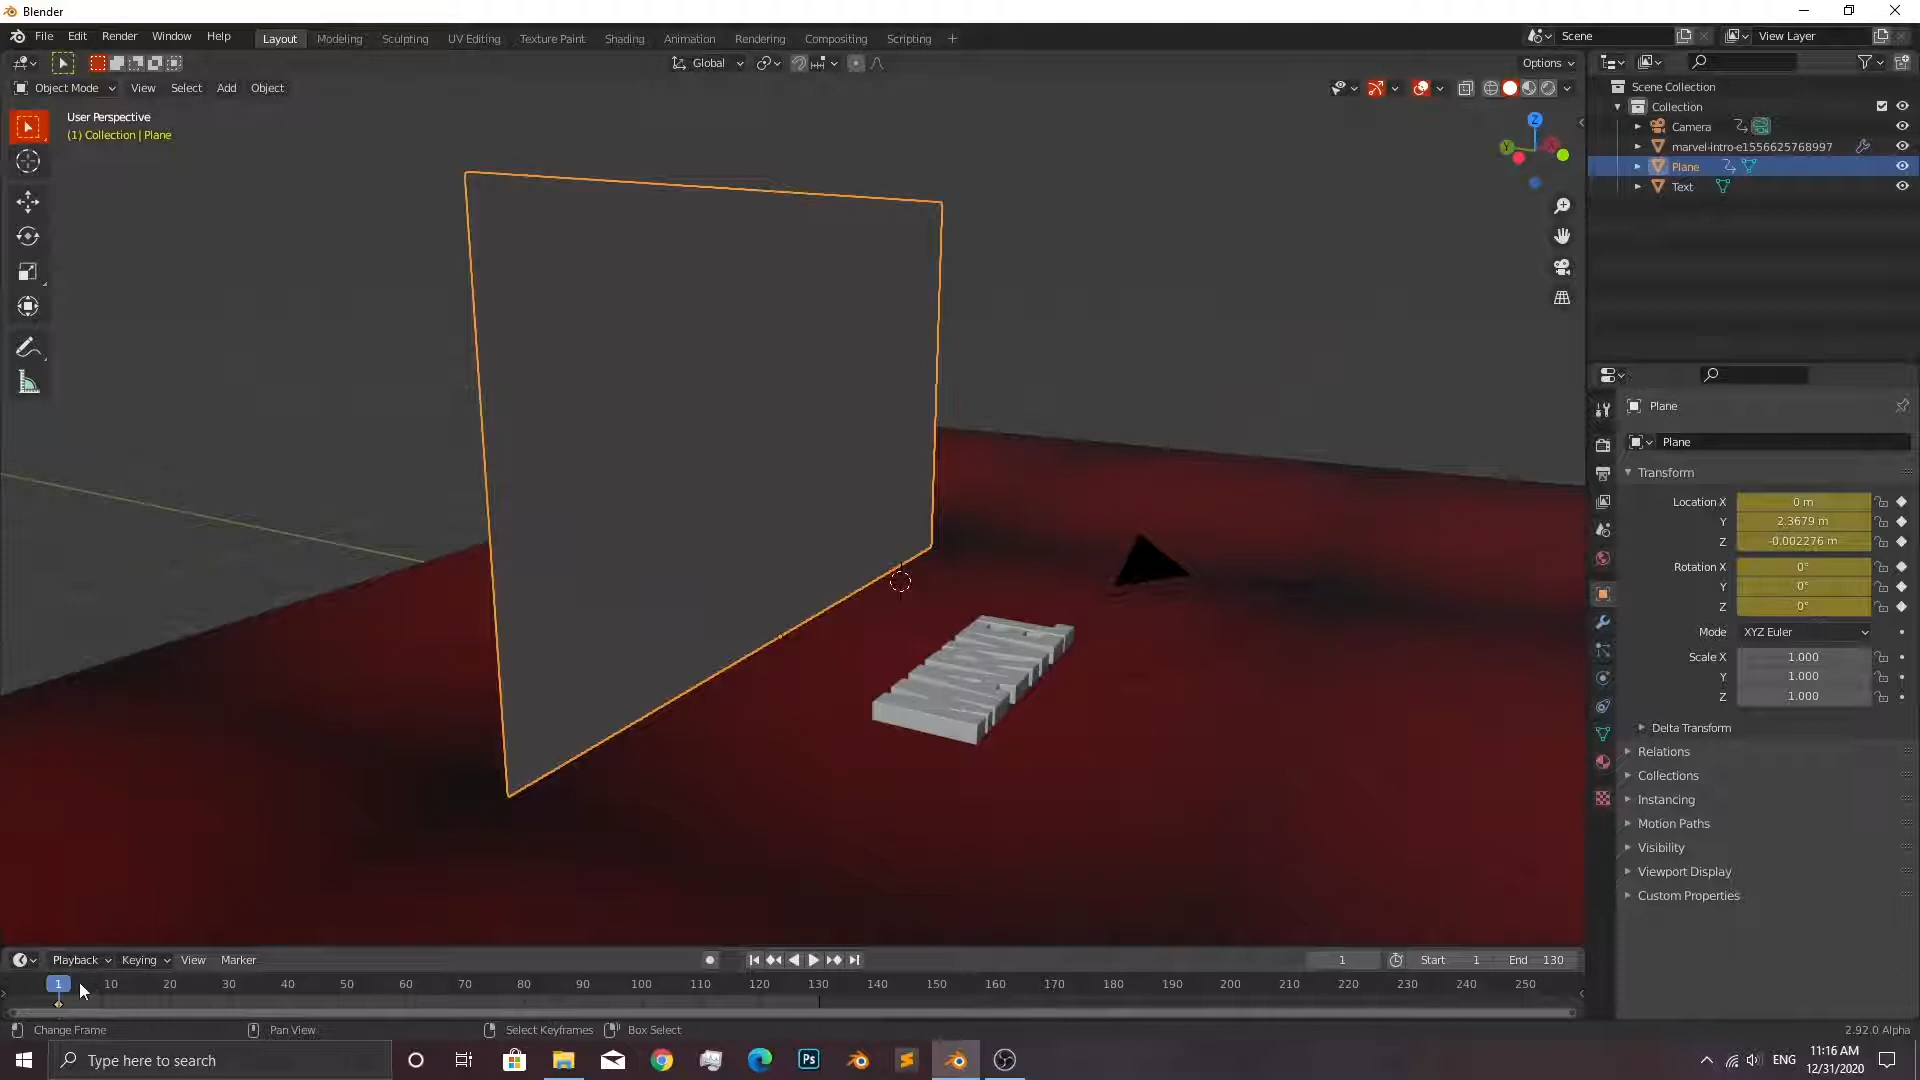 Blender
File Edit Render Window Help Layout Modeling Sculpting UV Editing Texture Paint Shading Animation Rendering Compositing Scripting + Scene View Layer
Global Options
Object Mode View Select Add Object
User Perspective
(1) Collection | Plane
Z
Y
Scene Collection
Collection
Camera
marvel-intro-e1556625768997
Plane
Text
Plane
Plane
Transform
Location X 0 m
Y 2.3679 m
Z -0.002276 m
Rotation X 0°
Y 0°
Z 0°
Mode XYZ Euler
Scale X 1.000
Y 1.000
Z 1.000
Delta Transform
Relations
Collections
Instancing
Motion Paths
Visibility
Viewport Display
Custom Properties
Playback Keying View Marker 1 Start 1 End 130
1 10 20 30 40 50 60 70 80 90 100 110 120 130 140 150 160 170 180 190 200 210 220 230 240 250
Change Frame Pan View Select Keyframes Box Select 2.92.0 Alpha
Type here to search Ps ENG 11:16 AM
12/31/2020